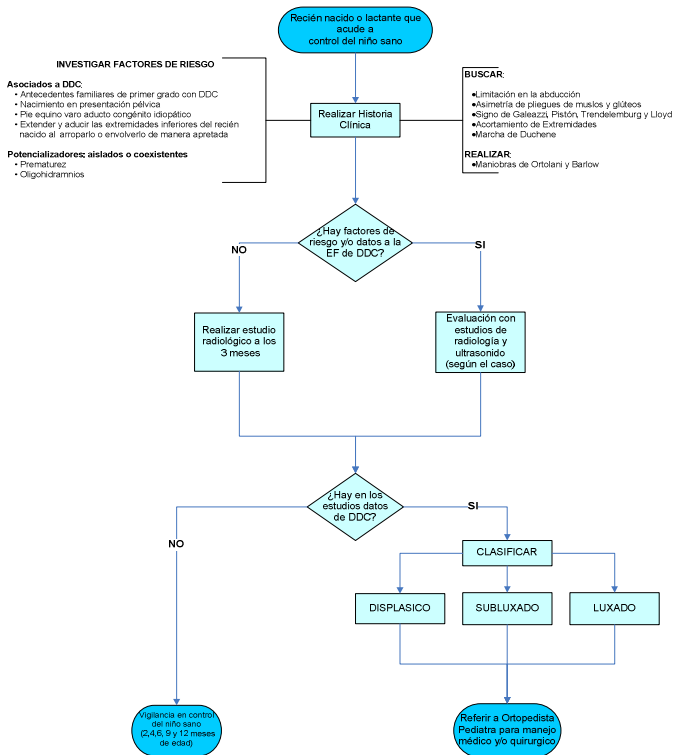 Recién nacido o lactante que
acude a
control del niño sano
INVESTIGAR FACTORES DE RIESGO
Asociados a DDC:
• Antecedentes familiares de primer grado con DDC
• Nacimiento en presentación pélvica
• Pie equino varo aducto congénito idiopático
• Extender y aducir las extremidades inferiores del recién
nacido al arroparlo o envolverlo de manera apretada
Potencializadores; aislados o coexistentes
• Prematurez
• Oligohidramnios
Realizar Historia
Clínica
BUSCAR:
•Limitación en la abducción
•Asimetría de pliegues de muslos y glúteos
•Signo de Galeazzi, Pistón, Trendelemburg y Lloyd
•Acortamiento de Extremidades
•Marcha de Duchene
REALIZAR:
•Maniobras de Ortolani y Barlow
¿Hay factores de
riesgo y/o datos a la
EF de DDC?
NO
SI
Realizar estudio
radiológico a los
3 meses
Evaluación con
estudios de
radiología y
ultrasonido
(según el caso)
¿Hay en los
estudios datos
de DDC?
NO
SI
CLASIFICAR
DISPLASICO
SUBLUXADO
LUXADO
Vigilancia en control
del niño sano
(2,4,6, 9 y 12 meses
de edad)
Referir a Ortopedista
Pediatra para manejo
médico y/o quirurgico